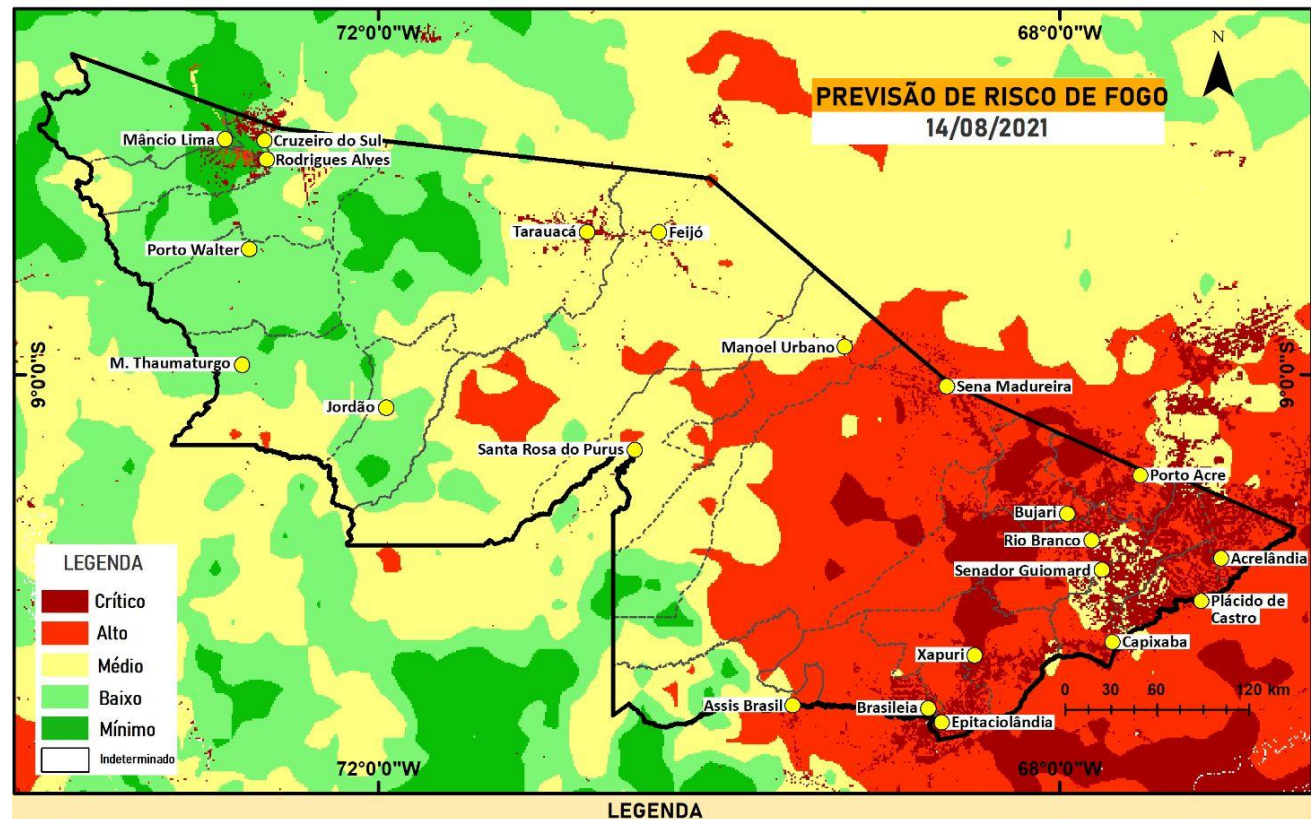 72°0'0"W
68°0'0"W
N
PREVISÃO DE RISCO DE FOGO
14/08/2021
Mâncio Lima
Cruzeiro do Sul
Rodrigues Alves
Tarauacá
Feijó
Porto Walter
Manoel Urbano
M. Thaumaturgo
9°0'0"S
9°0'0"S
Sena Madureira
Jordão
Santa Rosa do Purus
Porto Acre
Bujari
Rio Branco
Senador Guiomard
Acrelândia
Plácido de
Castro
Capixaba
Xapuri
Assis Brasil
Brasileia
Epitaciolândia
0 30 60 120 km
LEGENDA
Crítico
Alto
Médio
Baixo
Mínimo
Indeterminado
72°0'0"W
68°0'0"W
LEGENDA